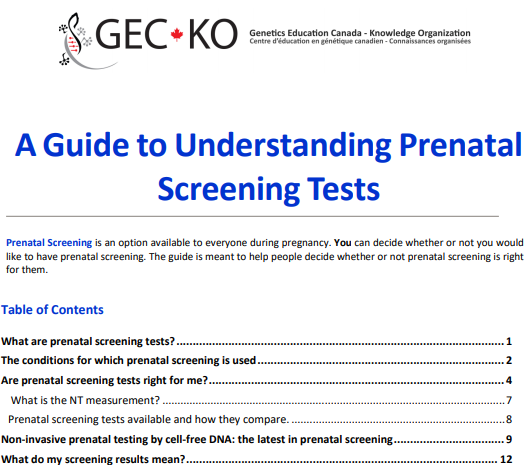 GEC KO
Genetics Education Canada - Knowledge Organization
Centre d'éducation en génétique canadien - Connaissances organisées
A Guide to Understanding Prenatal
Screening Tests
Prenatal Screening is an option available to everyone during pregnancy. You can decide whether or not you would
like to have prenatal screening. The guide is meant to help people decide whether or not prenatal screening is right
for them.
Table of Contents
What are prenatal screening tests?.......................................................................................1
The conditions for which prenatal screening is used..............................................................2
Are prenatal screening tests right for me?.............................................................................4
What is the NT measurement? .............................................................................................7
Prenatal screening tests available and how they compare. .....................................................8
Non-invasive prenatal testing by cell-free DNA: the latest in prenatal screening............................9
What do my screening results mean?...................................................................................12